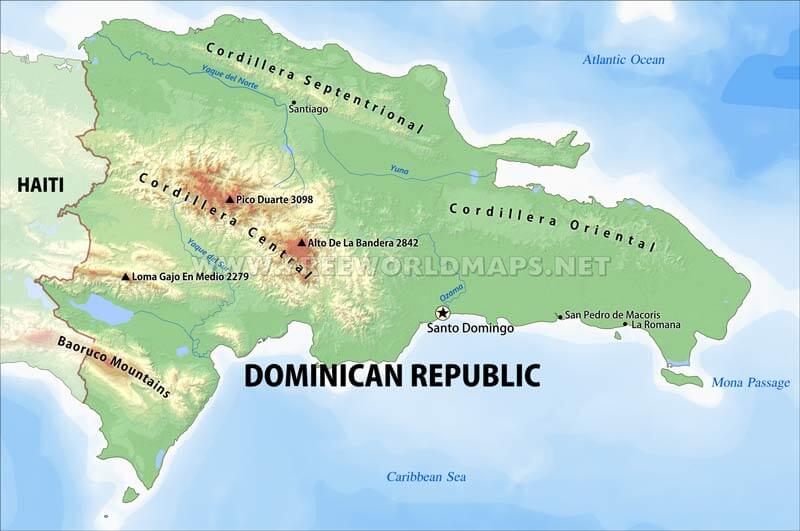 Atlantic Ocean
Cordillera Septentrional
Yaque del Norte
Santiago
Yuna
HAITI
Pico Duarte 3098
Cordillera Central
Cordillera Oriental
Alto De La Bandera 2842
Yaque del Sur
WWW.FREEWORLDMAPS.NET
Loma Gajo En Medio 2279
Ozama
San Pedro de Macoris
La Romana
Santo Domingo
Baoruco Mountains
DOMINICAN REPUBLIC
Mona Passage
Caribbean Sea